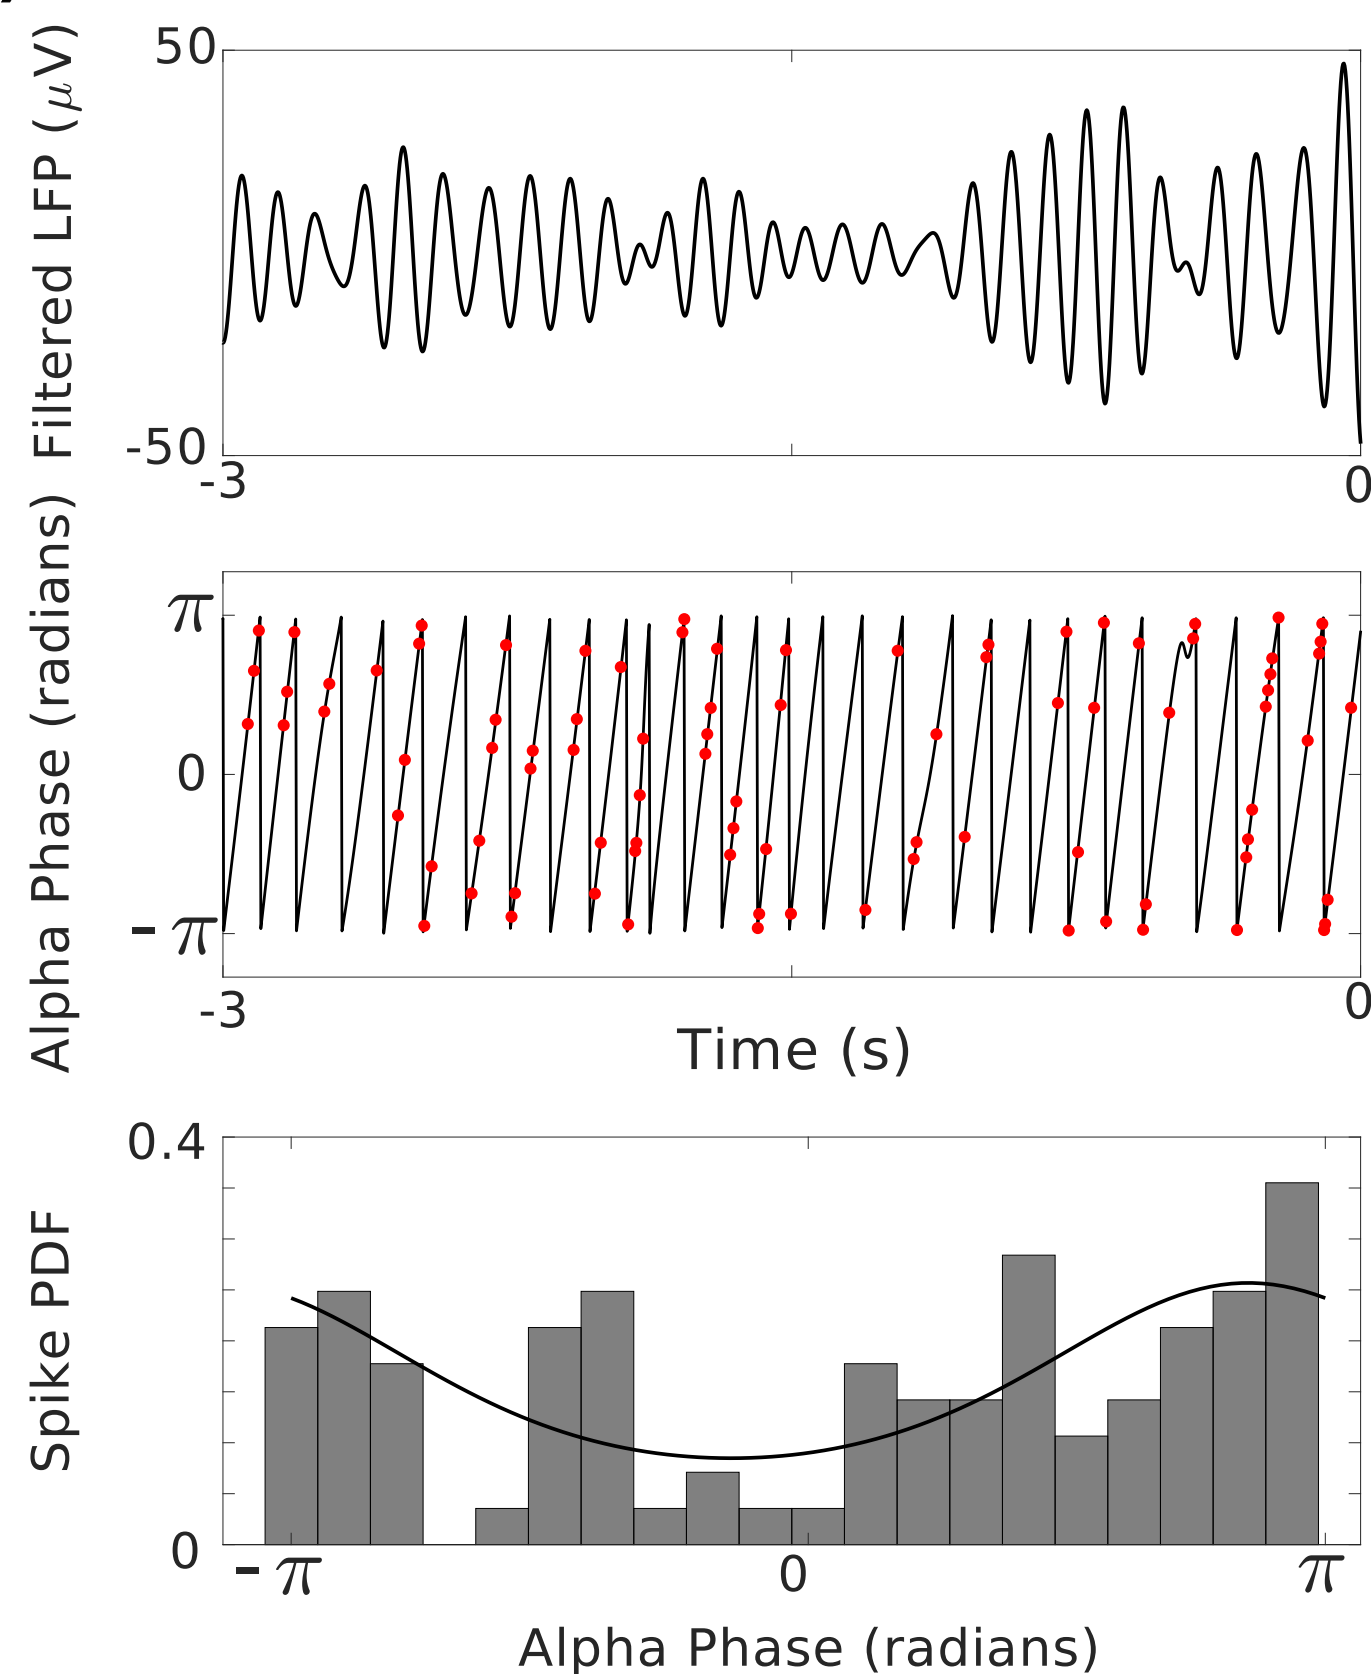 50
Filtered LFP (μV)
-50
-3
0
π
Alpha Phase (radians)
0
-π
-3
0
Time (s)
0.4
Spike PDF
0
-π
0
π
Alpha Phase (radians)